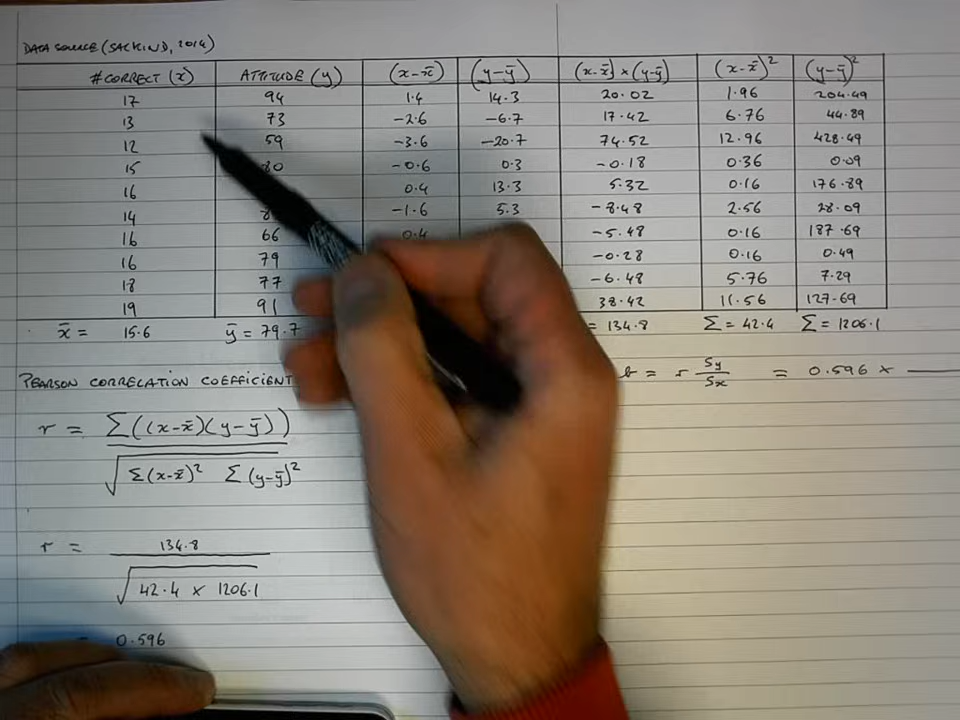 DATA SOURCE (SACKIND, 2014)
#CORRECT (x) ATTITUDE (y) (x-x̄) (y-ȳ) (x-x̄)×(y-ȳ) (x-x̄)² (y-ȳ)²
17 94 1.4 14.3 20.02 1.96 204.49
13 73 -2.6 -6.7 17.42 6.76 44.89
12 59 -3.6 -20.7 74.52 12.96 428.49
15 80 -0.6 0.3 -0.18 0.36 0.09
16 0.4 13.3 5.32 0.16 176.89
14 -1.6 5.3 -8.48 2.56 28.09
16 66 0.4 -5.48 0.16 187.69
16 79 -0.28 0.16 0.49
18 77 -6.48 5.76 7.29
19 91 38.42 11.56 127.69
x̄ = 15.6 ȳ = 79.7 = 134.8 Σ = 42.4 Σ = 1206.1
PEARSON CORRELATION COEFFICIENT
b = r Sy/Sx = 0.596 ×
r = Σ((x-x̄)(y-ȳ))
√Σ(x-x̄)² Σ(y-ȳ)²
r = 134.8
√42.4 × 1206.1
0.596